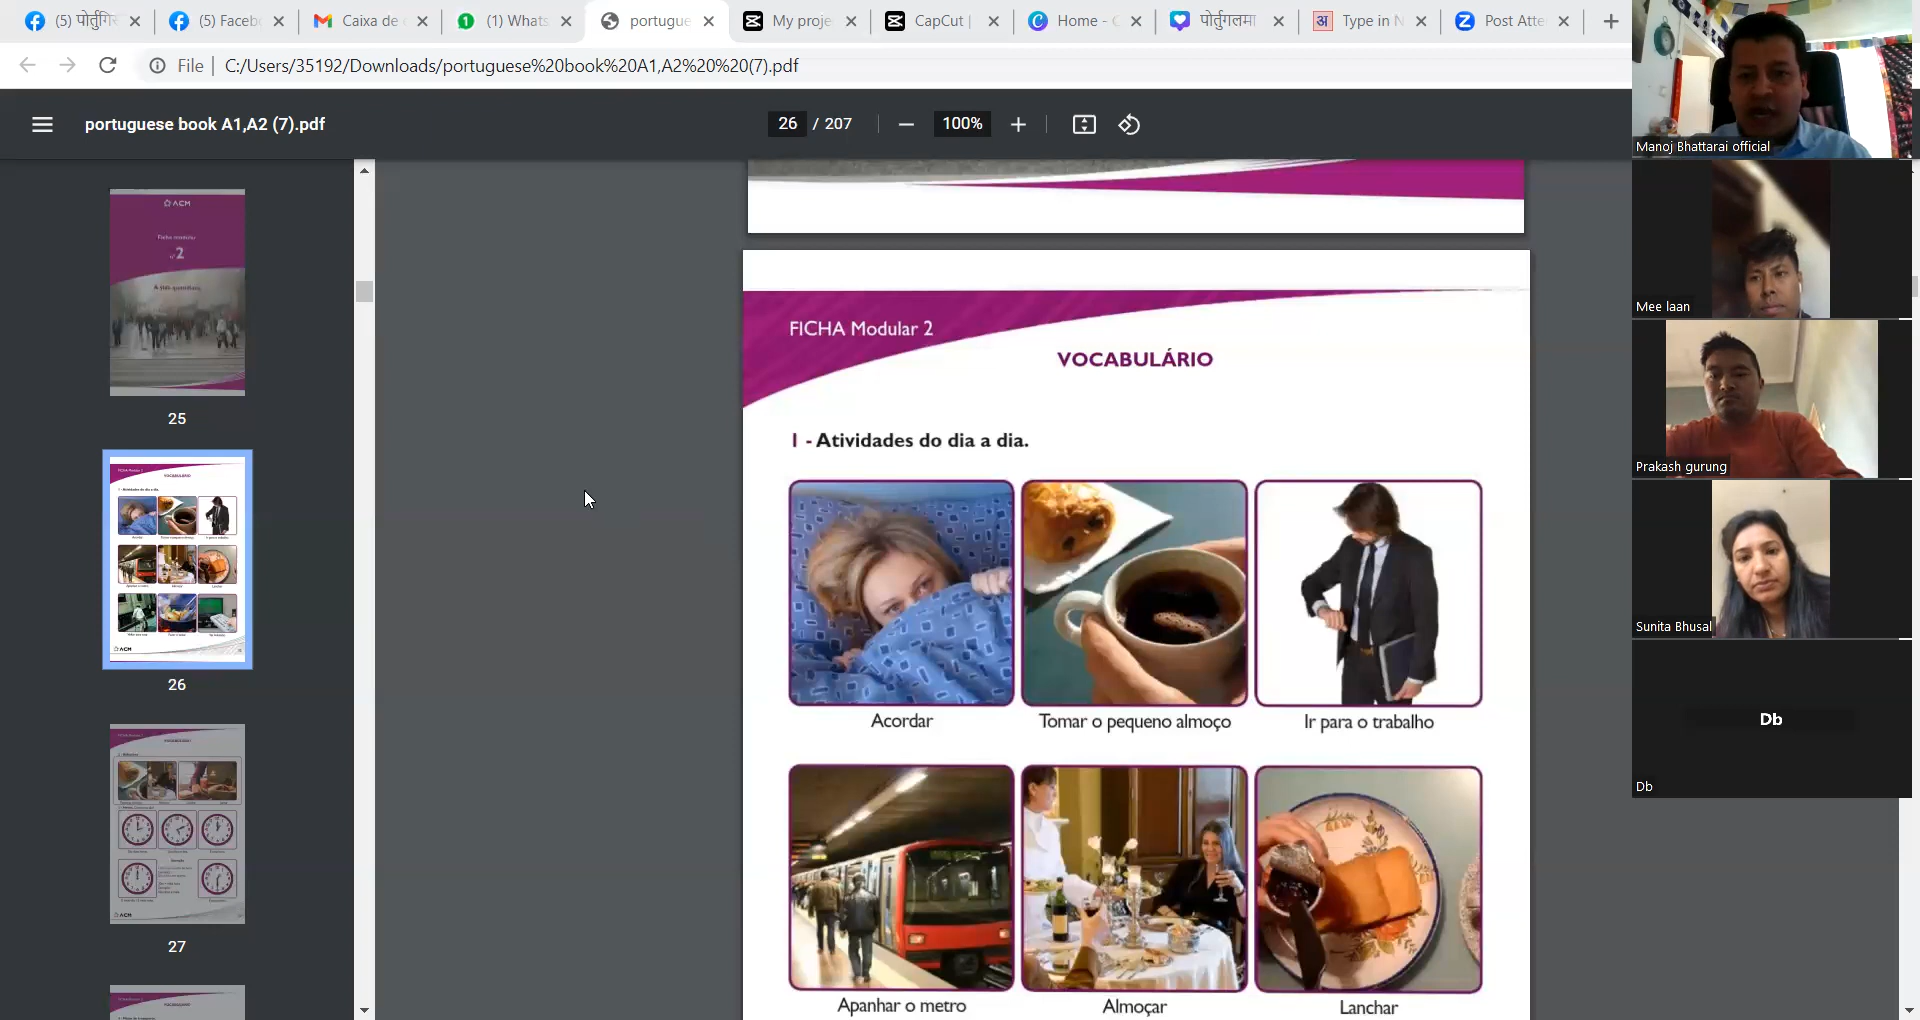 (5) पोर्तुगि
(5) Faceb
Caixa de
(1) Whats
portugue
My proje
CapCut |
Home -
पोर्तुगलमा
Type in N
Post Atte
File
C:/Users/35192/Downloads/portuguese%20book%20A1,A2%20%20(7).pdf
portuguese book A1,A2 (7).pdf
26 / 207
100%
ACM
2
25
26
27
FICHA Modular 2
VOCABULÁRIO
1 - Atividades do dia a dia.
Acordar
Tomar o pequeno almoço
Ir para o trabalho
Apanhar o metro
Almoçar
Lanchar
Manoj Bhattarai official
Mee laan
Prakash gurung
Sunita Bhusal
Db
Db